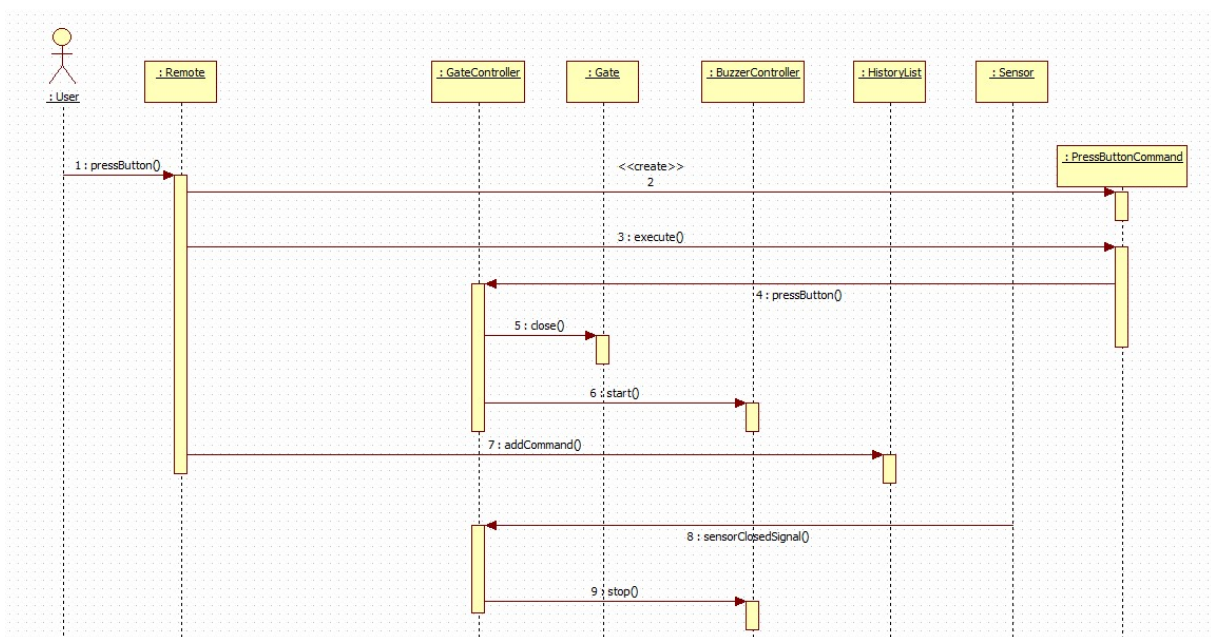 : User
: Remote
: GateController
: Gate
: BuzzerController
: HistoryList
: Sensor
: PressButtonCommand
1 : pressButton()
<<create>>
2
3 : execute()
4 : pressButton()
5 : close()
6 : start()
7 : addCommand()
8 : sensorClosedSignal()
9 : stop()